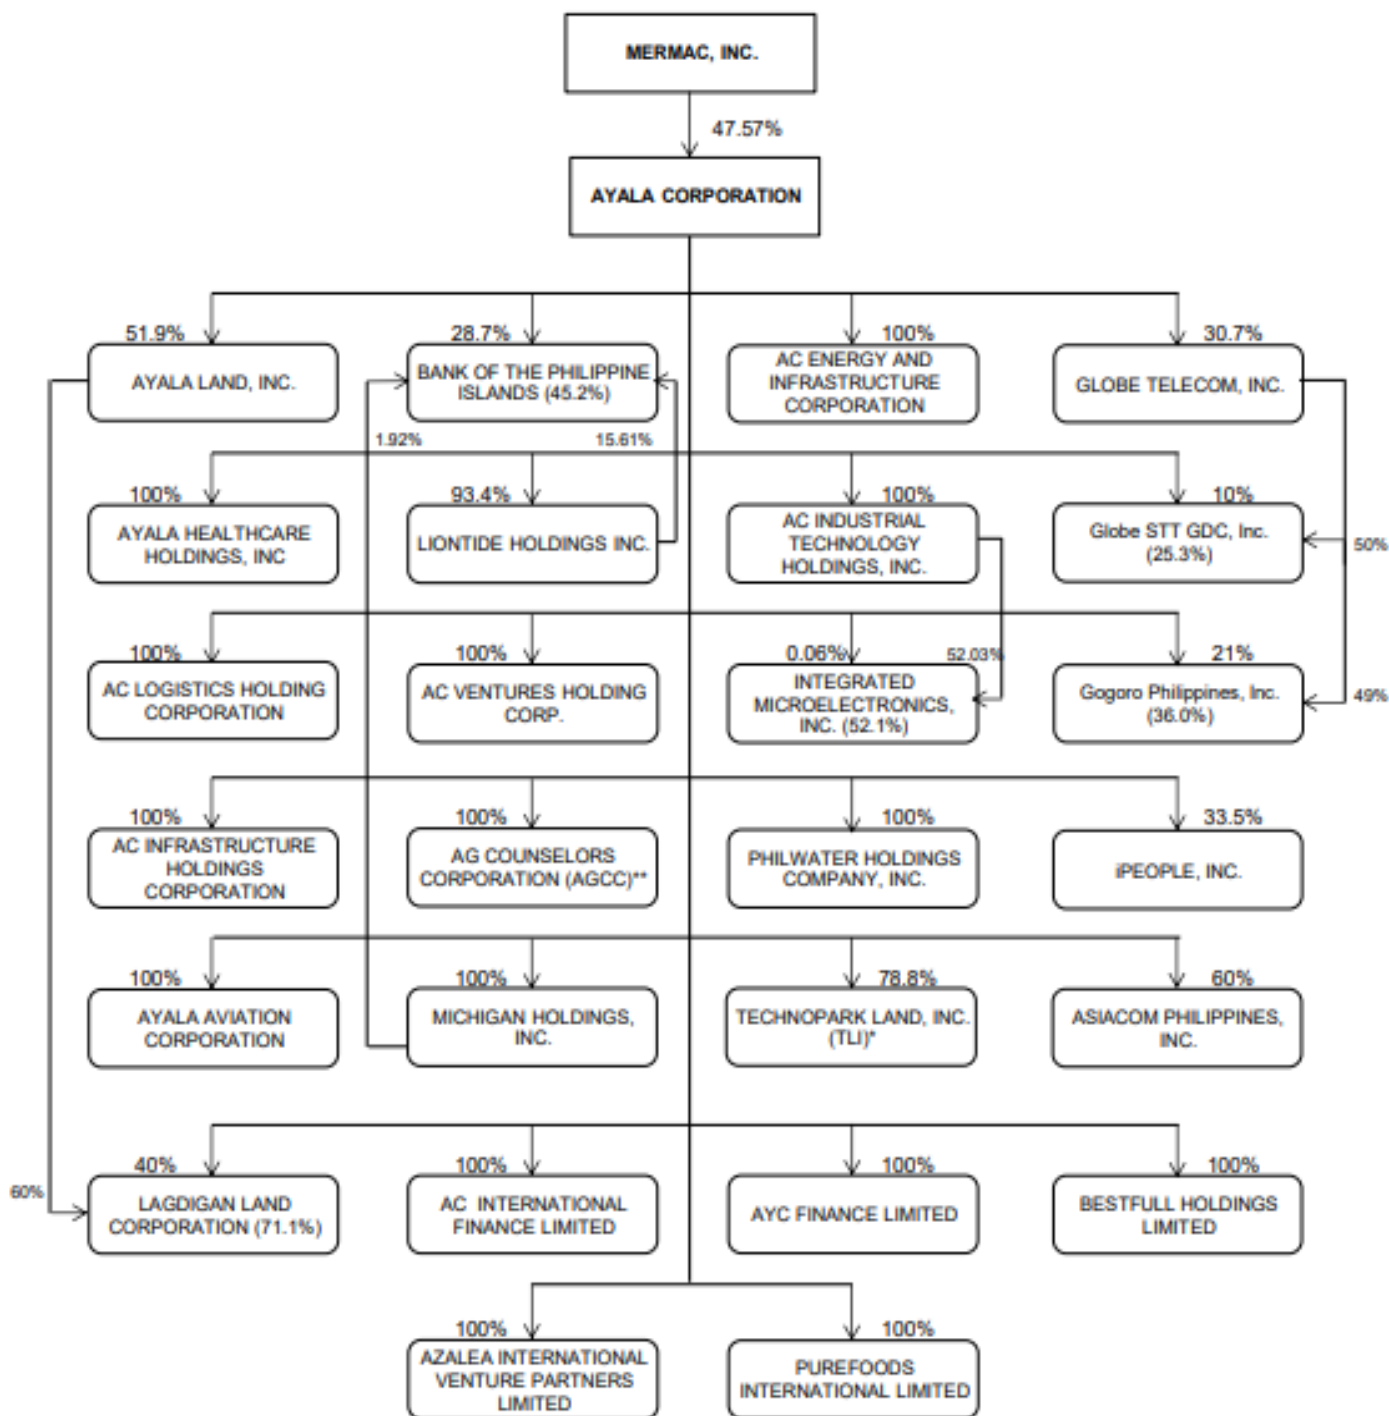 MERMAC, INC.
47.57%
AYALA CORPORATION
51.9%
28.7%
100%
30.7%
AYALA LAND, INC.
BANK OF THE PHILIPPINE
ISLANDS (45.2%)
AC ENERGY AND
INFRASTRUCTURE
CORPORATION
GLOBE TELECOM, INC.
1.92%
15.61%
100%
93.4%
100%
10%
AYALA HEALTHCARE
HOLDINGS, INC
LIONTIDE HOLDINGS INC.
AC INDUSTRIAL
TECHNOLOGY
HOLDINGS, INC.
Globe STT GDC, Inc.
(25.3%)
50%
100%
100%
0.06%
52.03%
21%
AC LOGISTICS HOLDING
CORPORATION
AC VENTURES HOLDING
CORP.
INTEGRATED
MICROELECTRONICS,
INC. (52.1%)
Gogoro Philippines, Inc.
(36.0%)
49%
100%
100%
100%
33.5%
AC INFRASTRUCTURE
HOLDINGS
CORPORATION
AG COUNSELORS
CORPORATION (AGCC)**
PHILWATER HOLDINGS
COMPANY, INC.
iPEOPLE, INC.
100%
100%
78.8%
60%
AYALA AVIATION
CORPORATION
MICHIGAN HOLDINGS,
INC.
TECHNOPARK LAND, INC.
(TLI)*
ASIACOM PHILIPPINES,
INC.
40%
100%
100%
100%
60%
LAGDIGAN LAND
CORPORATION (71.1%)
AC INTERNATIONAL
FINANCE LIMITED
AYC FINANCE LIMITED
BESTFULL HOLDINGS
LIMITED
100%
100%
AZALEA INTERNATIONAL
VENTURE PARTNERS
LIMITED
PUREFOODS
INTERNATIONAL LIMITED